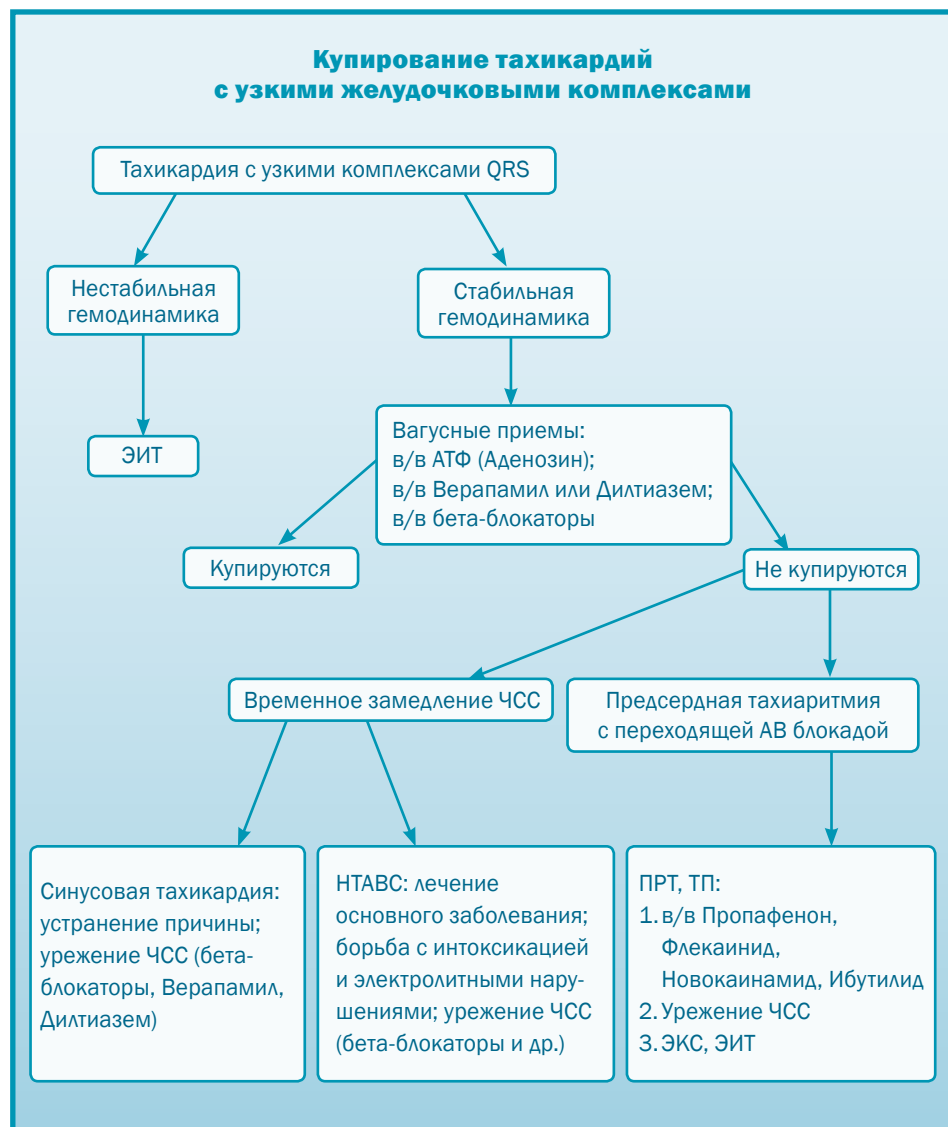 Купирование тахикардий
с узкими желудочковыми комплексами
Тахикардия с узкими комплексами QRS
Нестабильная
гемодинамика
Стабильная
гемодинамика
ЭИТ
Вагусные приемы:
в/в АТФ (Аденозин);
в/в Верапамил или Дилтиазем;
в/в бета-блокаторы
Купируются
Не купируются
Временное замедление ЧСС
Предсердная тахиаритмия
с переходящей АВ блокадой
Синусовая тахикардия:
устранение причины;
урежение ЧСС (бета-
блокаторы, Верапамил,
Дилтиазем)
НТАВС: лечение
основного заболевания;
борьба с интоксикацией
и электролитными нару-
шениями; урежение ЧСС
(бета-блокаторы и др.)
ПРТ, ТП:
1. в/в Пропафенон,
Флекаинид,
Новокаинамид, Ибутилид
2. Урежение ЧСС
3. ЭКС, ЭИТ